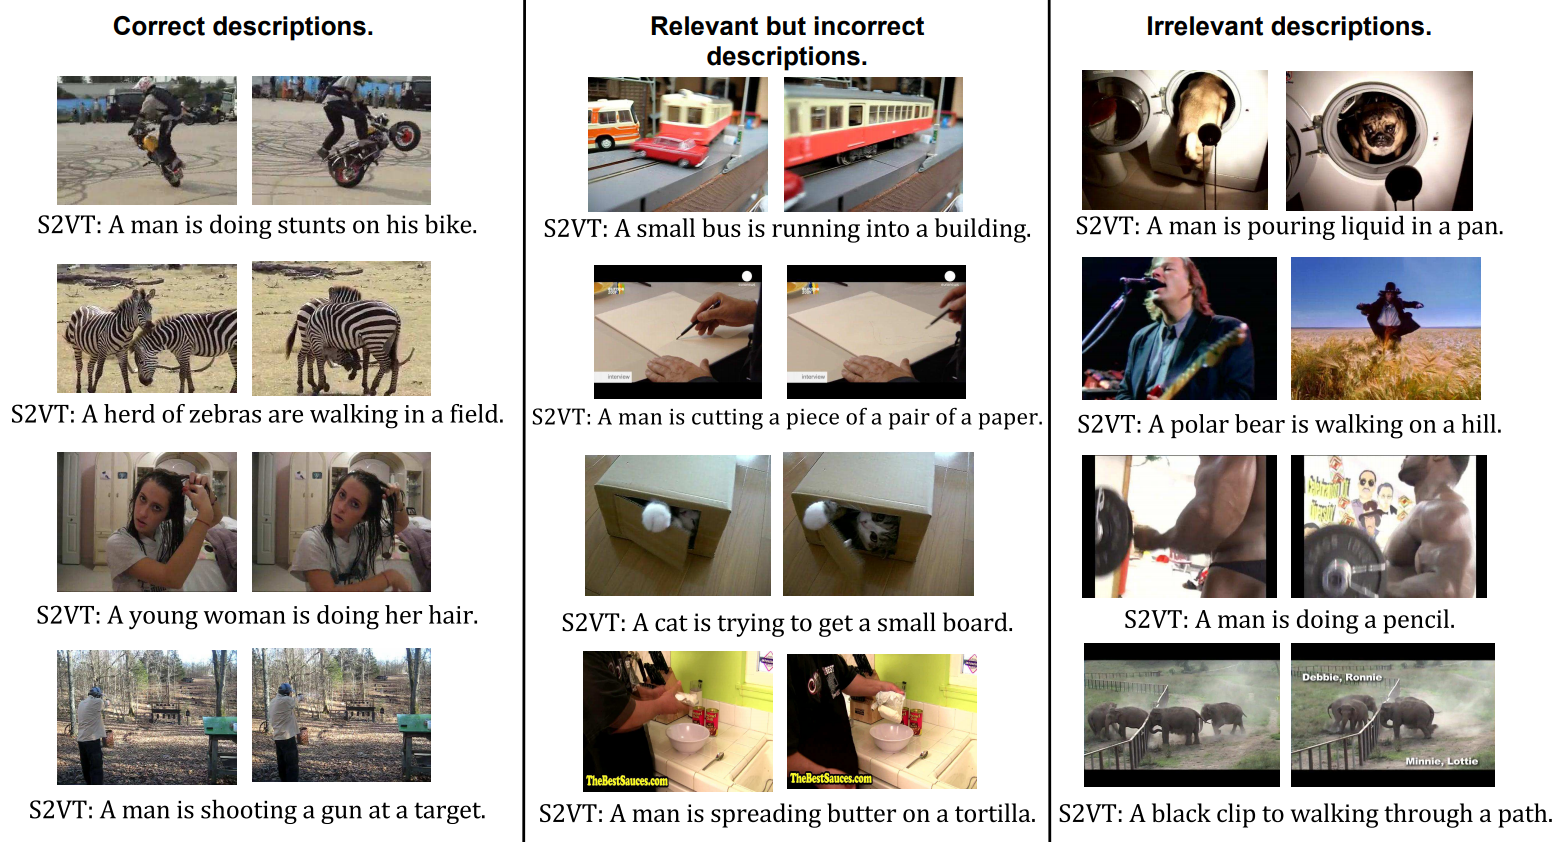 Correct descriptions.
S2VT: A man is doing stunts on his bike.
S2VT: A herd of zebras are walking in a field.
S2VT: A young woman is doing her hair.
S2VT: A man is shooting a gun at a target.
Relevant but incorrect
descriptions.
S2VT: A small bus is running into a building.
interview
interview
S2VT: A man is cutting a piece of a pair of a paper.
S2VT: A cat is trying to get a small board.
TheBestSauces.com
TheBestSauces.com
S2VT: A man is spreading butter on a tortilla.
Irrelevant descriptions.
S2VT: A man is pouring liquid in a pan.
S2VT: A polar bear is walking on a hill.
S2VT: A man is doing a pencil.
Debbie, Ronnie
Minnie, Lottie
S2VT: A black clip to walking through a path.